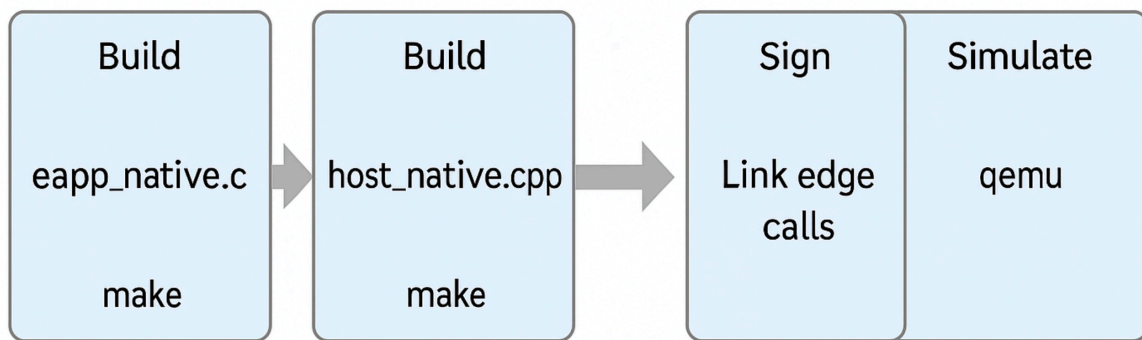 Build
eapp_native.c
make
Build
host_native.cpp
make
Sign
Link edge
calls
Simulate
qemu